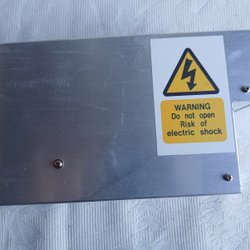 WARNING
Do not open
Risk of
electric shock